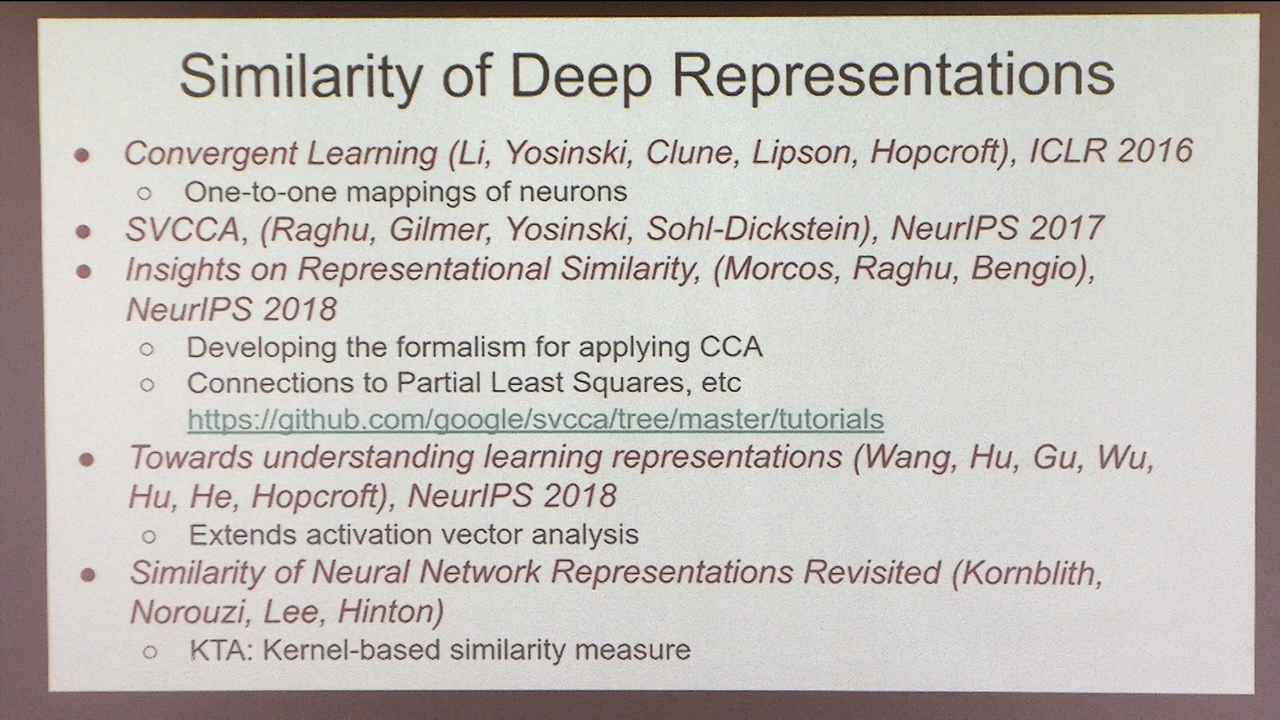 Similarity of Deep Representations
● Convergent Learning (Li, Yosinski, Clune, Lipson, Hopcroft), ICLR 2016
○ One-to-one mappings of neurons
● SVCCA, (Raghu, Gilmer, Yosinski, Sohl-Dickstein), NeurIPS 2017
● Insights on Representational Similarity, (Morcos, Raghu, Bengio),
NeurIPS 2018
○ Developing the formalism for applying CCA
○ Connections to Partial Least Squares, etc
https://github.com/google/svcca/tree/master/tutorials
● Towards understanding learning representations (Wang, Hu, Gu, Wu,
Hu, He, Hopcroft), NeurIPS 2018
○ Extends activation vector analysis
● Similarity of Neural Network Representations Revisited (Kornblith,
Norouzi, Lee, Hinton)
○ KTA: Kernel-based similarity measure